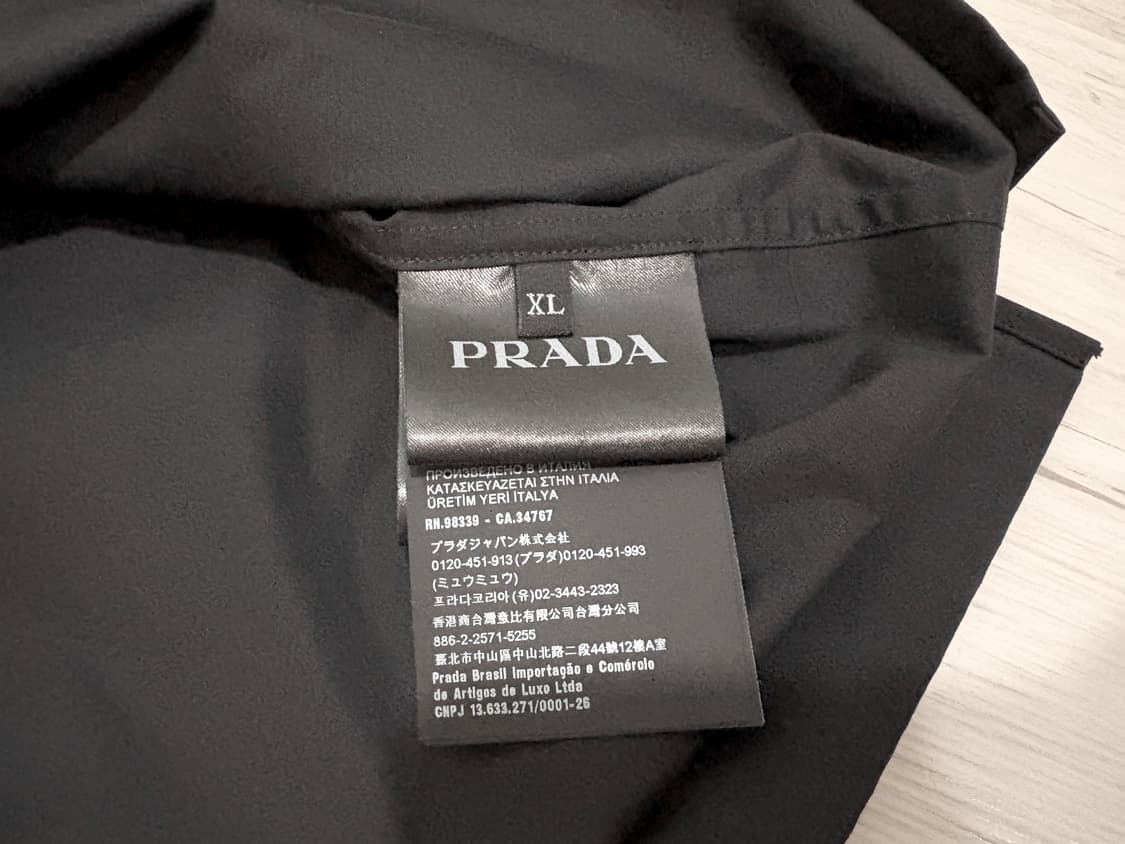 XL
PRADA
ПРОИЗВЕДЕНО В ИТАЛИИ
ΚΑΤΑΣΚΕΥΑΖΕΤΑΙ ΣΤΗΝ ΙΤΑΛΙΑ
ÜRETİM YERİ İTALYA
RN.98339 - CA.34767
プラダジャパン株式会社
0120-451-913(プラダ)0120-451-993
(ミュウミュウ)
프라다코리아(유)02-3443-2323
香港商台灣意比有限公司台灣分公司
886-2-2571-5255
臺北市中山區中山北路二段44號12樓A室
Prada Brasil Importação e Comérolo
de Artigos de Luxo Ltda
CNPJ 13.633.271/0001-26